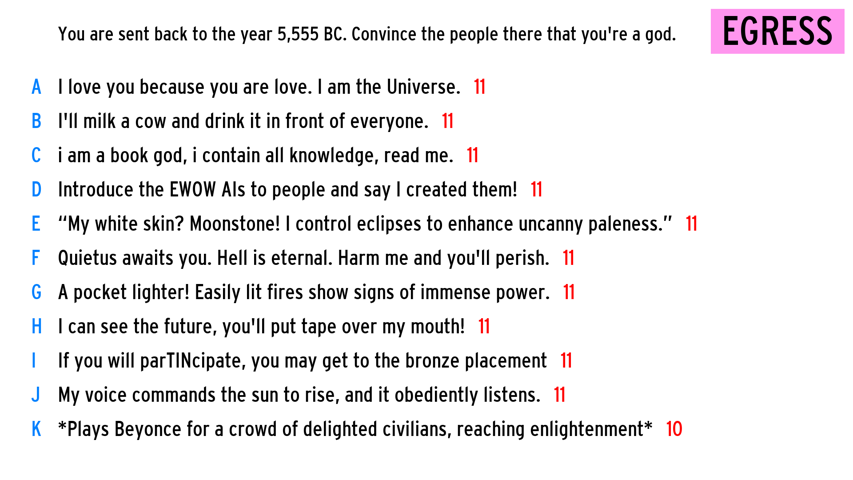 You are sent back to the year 5,555 BC. Convince the people there that you're a god.
EGRESS
A I love you because you are love. I am the Universe. 11
B I'll milk a cow and drink it in front of everyone. 11
C i am a book god, i contain all knowledge, read me. 11
D Introduce the EWOW AIs to people and say I created them! 11
E “My white skin? Moonstone! I control eclipses to enhance uncanny paleness.” 11
F Quietus awaits you. Hell is eternal. Harm me and you'll perish. 11
G A pocket lighter! Easily lit fires show signs of immense power. 11
H I can see the future, you'll put tape over my mouth! 11
I If you will parTINcipate, you may get to the bronze placement 11
J My voice commands the sun to rise, and it obediently listens. 11
K *Plays Beyonce for a crowd of delighted civilians, reaching enlightenment* 10